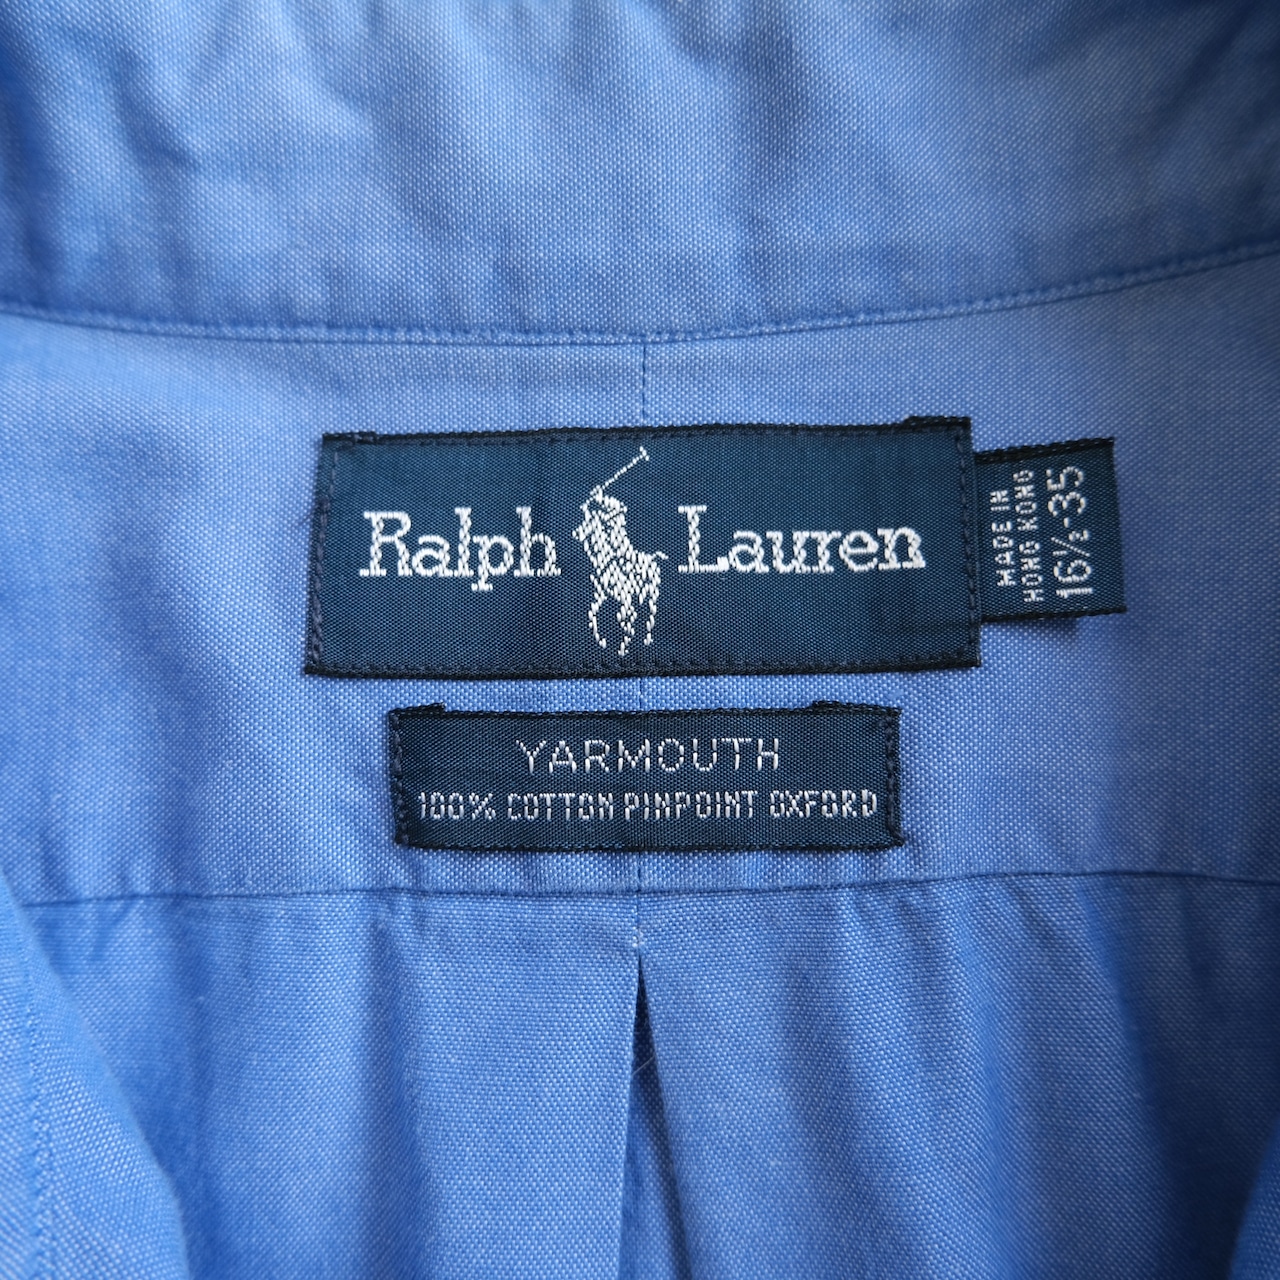 Ralph Lauren
MADE IN
HONG KONG
16½-35
YARMOUTH
100% COTTON PINPOINT OXFORD